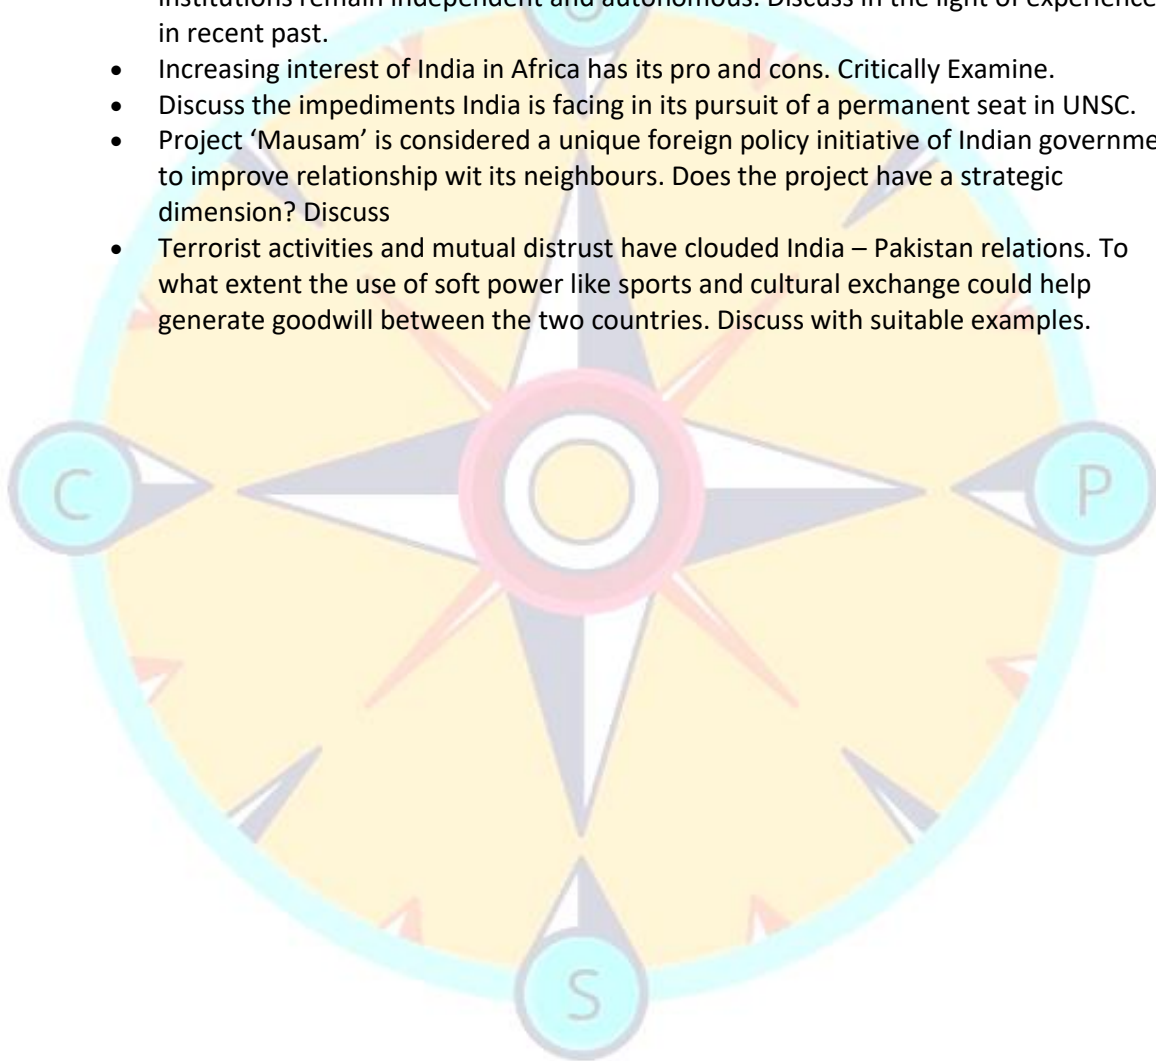 institutions remain independent and autonomous. Discuss in the light of experience
in recent past.
• Increasing interest of India in Africa has its pro and cons. Critically Examine.
• Discuss the impediments India is facing in its pursuit of a permanent seat in UNSC.
• Project ‘Mausam’ is considered a unique foreign policy initiative of Indian governme
to improve relationship wit its neighbours. Does the project have a strategic
dimension? Discuss
• Terrorist activities and mutual distrust have clouded India – Pakistan relations. To
what extent the use of soft power like sports and cultural exchange could help
generate goodwill between the two countries. Discuss with suitable examples.
C
P
S